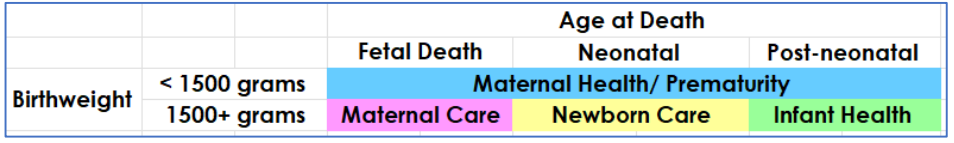 Age at Death
Fetal Death Neonatal Post-neonatal
Birthweight
< 1500 grams Maternal Health/ Prematurity
1500+ grams Maternal Care Newborn Care Infant Health